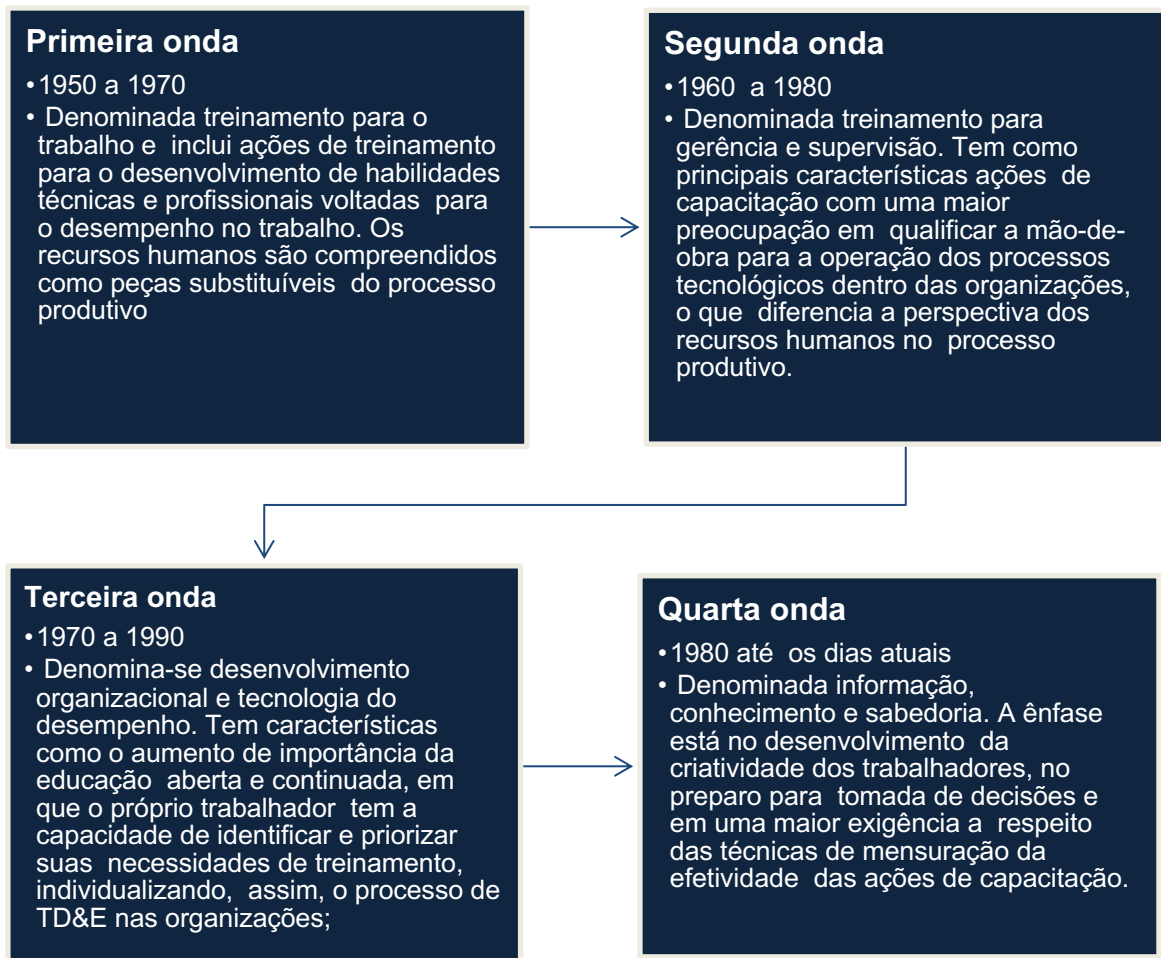 Primeira onda
•1950 a 1970
• Denominada treinamento para o
trabalho e inclui ações de treinamento
para o desenvolvimento de habilidades
técnicas e profissionais voltadas para
o desempenho no trabalho. Os
recursos humanos são compreendidos
como peças substituíveis do processo
produtivo
Segunda onda
•1960 a 1980
• Denominada treinamento para
gerência e supervisão. Tem como
principais características ações de
capacitação com uma maior
preocupação em qualificar a mão-de-
obra para a operação dos processos
tecnológicos dentro das organizações,
o que diferencia a perspectiva dos
recursos humanos no processo
produtivo.
Terceira onda
•1970 a 1990
• Denomina-se desenvolvimento
organizacional e tecnologia do
desempenho. Tem características
como o aumento de importância da
educação aberta e continuada, em
que o próprio trabalhador tem a
capacidade de identificar e priorizar
suas necessidades de treinamento,
individualizando, assim, o processo de
TD&E nas organizações;
Quarta onda
•1980 até os dias atuais
• Denominada informação,
conhecimento e sabedoria. A ênfase
está no desenvolvimento da
criatividade dos trabalhadores, no
preparo para tomada de decisões e
em uma maior exigência a respeito
das técnicas de mensuração da
efetividade das ações de capacitação.